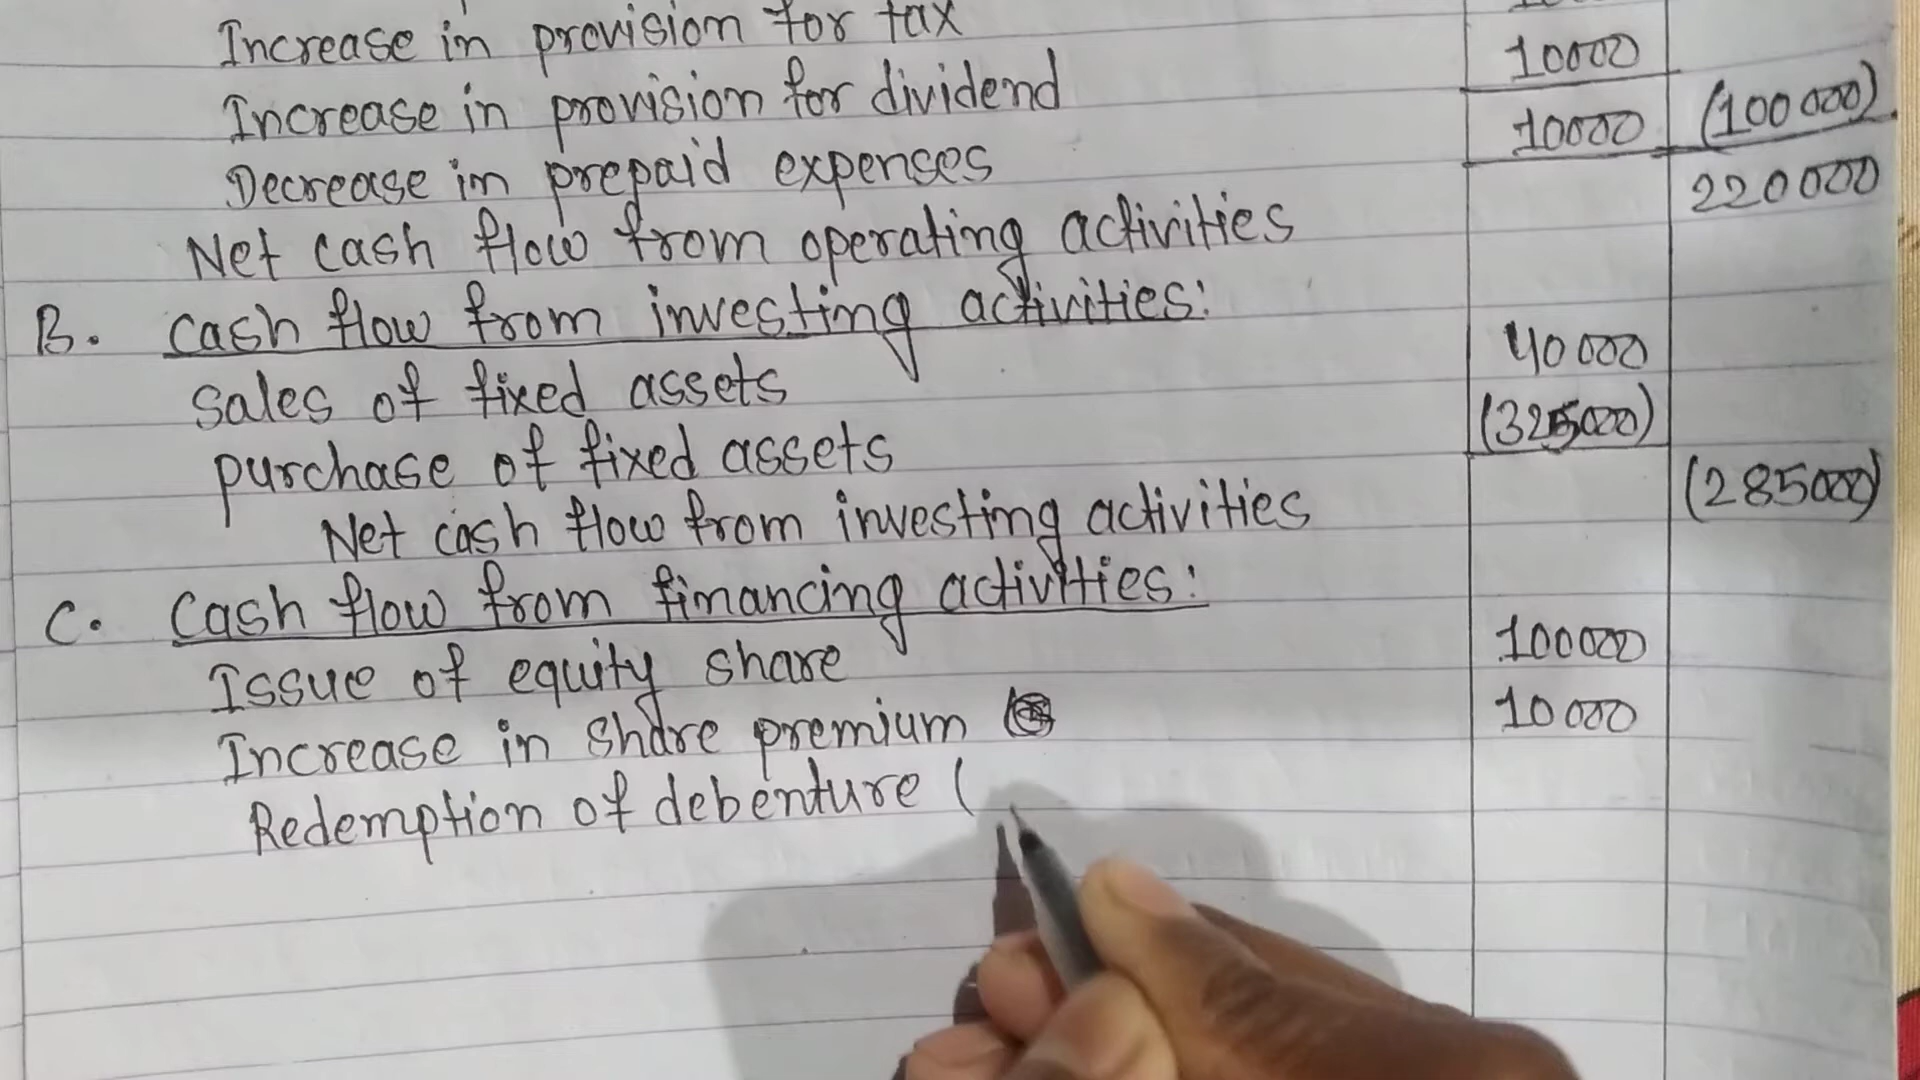 Increase in provision for tax 10000
Increase in provision for dividend 10000 (100000)
Decrease in prepaid expenses 220000
Net cash flow from operating activities
B. Cash flow from investing activities:
Sales of fixed assets 40000
purchase of fixed assets (325000)
Net cash flow from investing activities (285000)
C. Cash flow from financing activities:
Issue of equity share 100000
Increase in share premium 10000
Redemption of debenture (